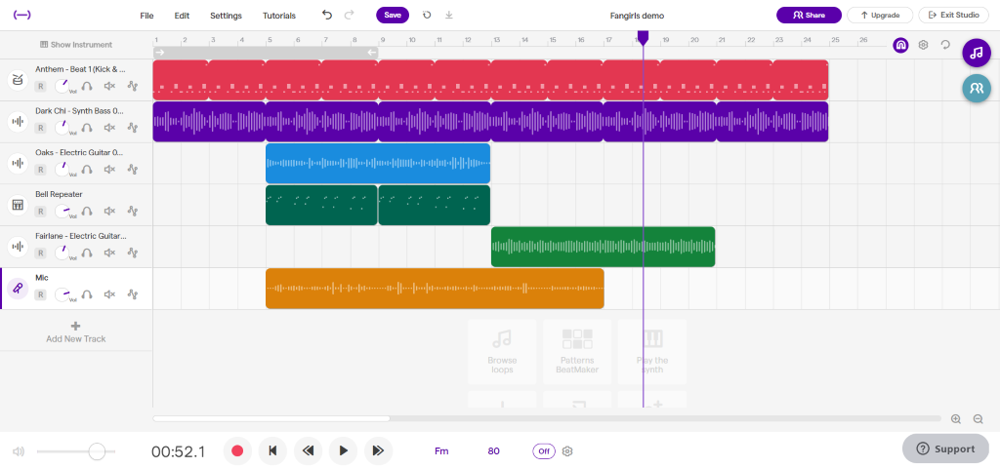 File Edit Settings Tutorials Save Fangirls demo Share Upgrade Exit Studio
Show Instrument 1 2 3 4 5 6 7 8 9 10 11 12 13 14 15 16 17 19 20 21 22 23 24 25 26
Anthem - Beat 1 (Kick & ...
R Vol
Dark Chi - Synth Bass 0...
R Vol
Oaks - Electric Guitar 0...
R Vol
Bell Repeater
R Vol
Fairlane - Electric Guitar...
R Vol
Mic
R Vol
Add New Track
Browse loops
Patterns BeatMaker
Play the synth
00:52.1 Fm 80 Off
? Support